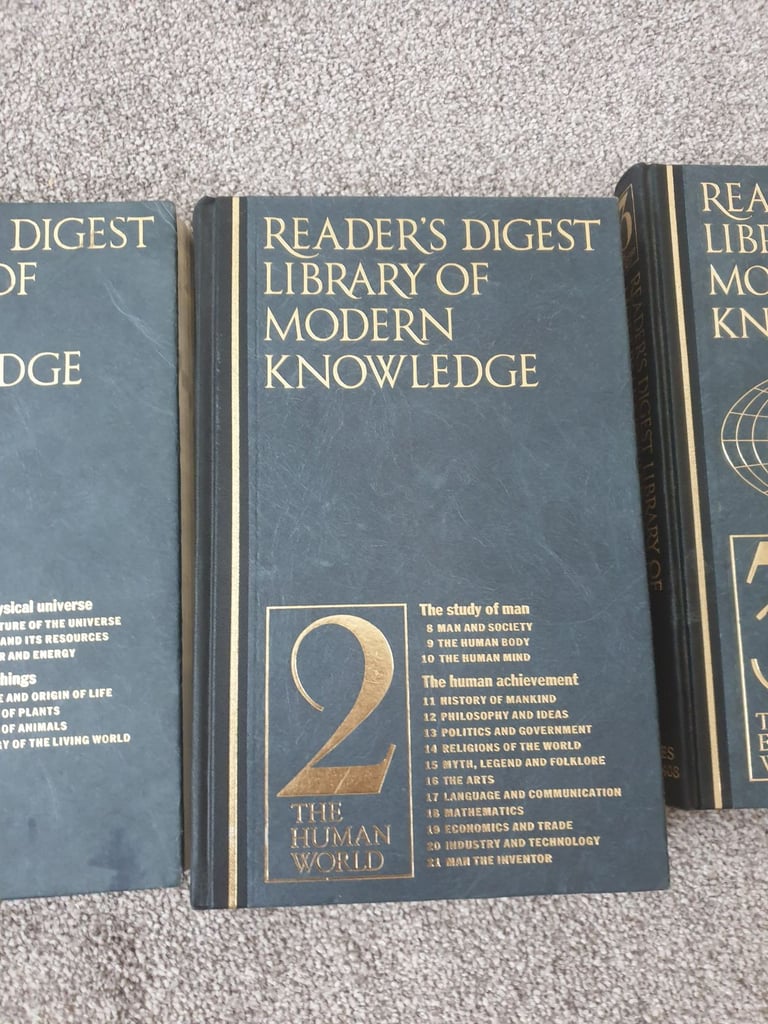 DIGEST
OF
DGE
ysical universe
TURE OF THE UNIVERSE
AND ITS RESOURCES
R AND ENERGY
hings
E AND ORIGIN OF LIFE
OF PLANTS
OF ANIMALS
GY OF THE LIVING WORLD
READER'S DIGEST
LIBRARY OF
MODERN
KNOWLEDGE
2
THE
HUMAN
WORLD
The study of man
8 MAN AND SOCIETY
9 THE HUMAN BODY
10 THE HUMAN MIND
The human achievement
11 HISTORY OF MANKIND
12 PHILOSOPHY AND IDEAS
13 POLITICS AND GOVERNMENT
14 RELIGIONS OF THE WORLD
15 MYTH, LEGEND AND FOLKLORE
16 THE ARTS
17 LANGUAGE AND COMMUNICATION
18 MATHEMATICS
19 ECONOMICS AND TRADE
20 INDUSTRY AND TECHNOLOGY
21 MAN THE INVENTOR
3
READER'S DIGEST LIBRARY OF
REA
LIB
MO
KN